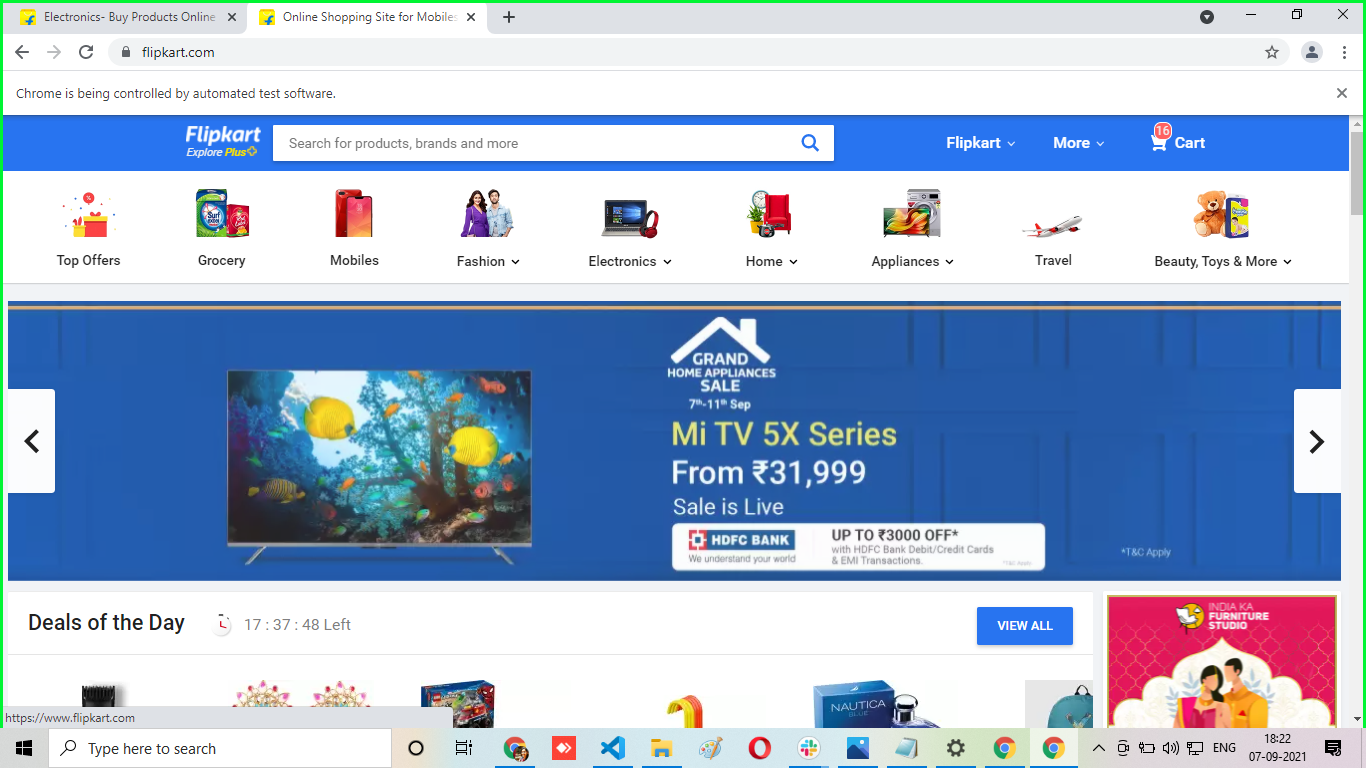 Electronics- Buy Products Online
Online Shopping Site for Mobiles
flipkart.com
Chrome is being controlled by automated test software.
Flipkart
Explore Plus
Search for products, brands and more
Flipkart
More
16
Cart
Top Offers
Grocery
Mobiles
Fashion
Electronics
Home
Appliances
Travel
Beauty, Toys & More
GRAND
HOME APPLIANCES
SALE
7th-11th Sep
Mi TV 5X Series
From ₹31,999
Sale is Live
HDFC BANK
We understand your world
UP TO ₹3000 OFF*
with HDFC Bank Debit/Credit Cards
& EMI Transactions.
*T&C Apply
*T&C Apply
Deals of the Day
17 : 37 : 48 Left
VIEW ALL
INDIA KA
FURNITURE
STUDIO
NAUTICA
BLUE
https://www.flipkart.com
Type here to search
ENG
18:22
07-09-2021